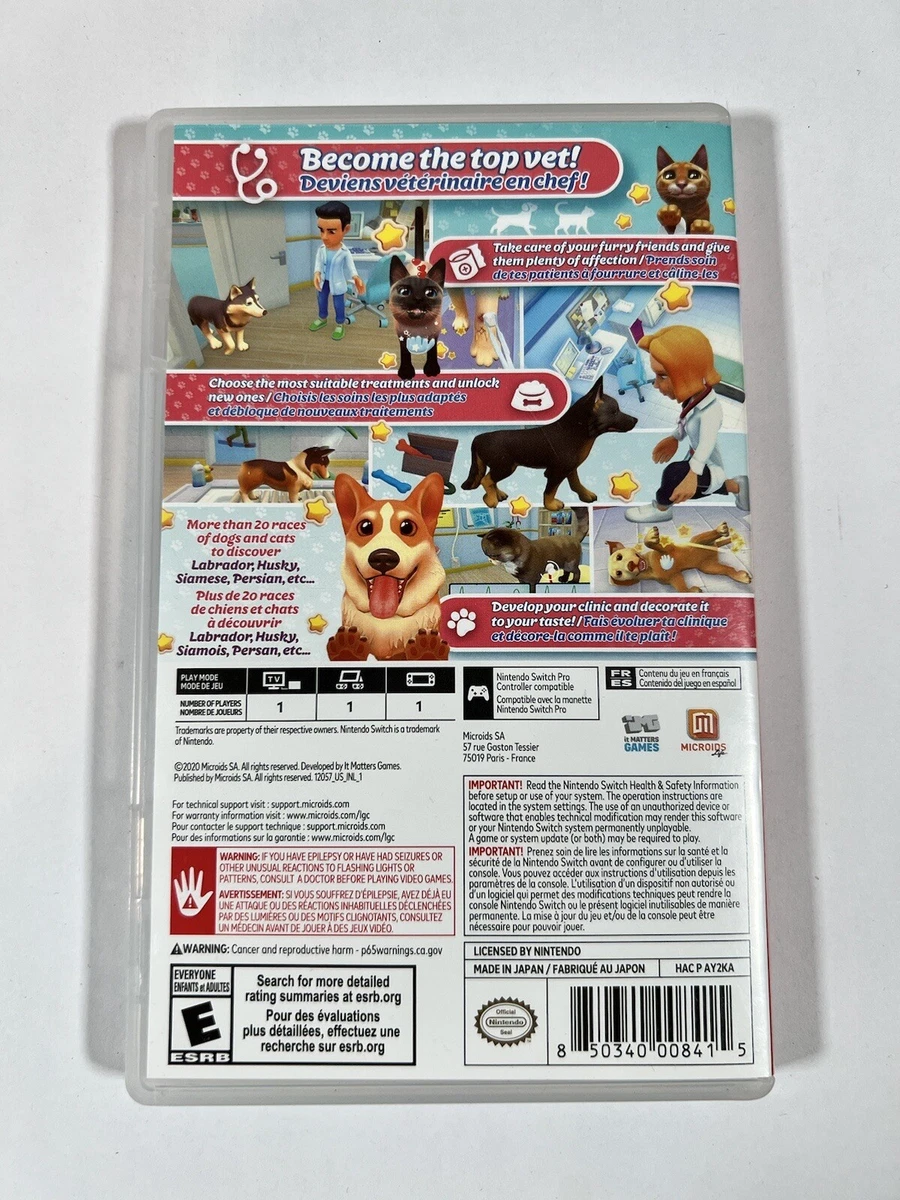 Become the top vet!
Deviens vétérinaire en chef !
Take care of your furry friends and give
them plenty of affection / Prends soin
de tes patients à fourrure et câline-les
Choose the most suitable treatments and unlock
new ones / Choisis les soins les plus adaptés
et débloque de nouveaux traitements
More than 20 races
of dogs and cats
to discover
Labrador, Husky,
Siamese, Persian, etc...
Plus de 20 races
de chiens et chats
à découvrir
Labrador, Husky,
Siamois, Persan, etc...
Develop your clinic and decorate it
to your taste! / Fais évoluer ta clinique
et décore-la comme il te plait !
PLAY MODE
MODE DE JEU
TV
NUMBER OF PLAYERS
NOMBRE DE JOUEURS
1
1
1
Nintendo Switch Pro
Controller compatible
Compatible avec la manette
Nintendo Switch Pro
FR
ES
Contenu du jeu en français
Contenido del juego en español
Trademarks are property of their respective owners. Nintendo Switch is a trademark
of Nintendo.
©2020 Microids SA. All rights reserved. Developed by It Matters Games.
Published by Microids SA. All rights reserved. 12057_US_INL_1
Microids SA
57 rue Gaston Tessier
75019 Paris - France
iM
G
it MATTERS
GAMES
m
MICROIDS
Life
For technical support visit : support.microids.com
For warranty information visit : www.microids.com/lgc
Pour contacter le support technique : support.microids.com
Pour des informations sur la garantie : www.microids.com/lgc
WARNING: IF YOU HAVE EPILEPSY OR HAVE HAD SEIZURES OR
OTHER UNUSUAL REACTIONS TO FLASHING LIGHTS OR
PATTERNS, CONSULT A DOCTOR BEFORE PLAYING VIDEO GAMES.
AVERTISSEMENT: SI VOUS SOUFFREZ D'ÉPILEPSIE, AVEZ DÉJÀ EU
UNE ATTAQUE OU DES RÉACTIONS INHABITUELLES DÉCLENCHÉES
PAR DES LUMIÈRES OU DES MOTIFS CLIGNOTANTS, CONSULTEZ
UN MÉDECIN AVANT DE JOUER À DES JEUX VIDÉO.
WARNING: Cancer and reproductive harm - p65warnings.ca.gov
IMPORTANT! Read the Nintendo Switch Health & Safety Information
before setup or use of your system. The operation instructions are
located in the system settings. The use of an unauthorized device or
software that enables technical modification may render this software
or your Nintendo Switch system permanently unplayable.
A game or system update (or both) may be required to play.
IMPORTANT! Prenez soin de lire les informations sur la santé et la
sécurité de la Nintendo Switch avant de configurer ou d'utiliser la
console. Vous pouvez accéder aux instructions d'utilisation depuis les
paramètres de la console. L'utilisation d'un dispositif non autorisé ou
d'un logiciel qui permet des modifications techniques peut rendre la
console Nintendo Switch ou le présent logiciel inutilisables de manière
permanente. La mise à jour du jeu et/ou de la console peut être
nécessaire pour pouvoir jouer.
LICENSED BY NINTENDO
MADE IN JAPAN / FABRIQUÉ AU JAPON
HAC P AY2KA
EVERYONE
ENFANTS et ADULTES
E
ESRB
Search for more detailed
rating summaries at esrb.org
Pour des évaluations
plus détaillées, effectuez une
recherche sur esrb.org
Official
Nintendo
Seal
8 50340 00841 5